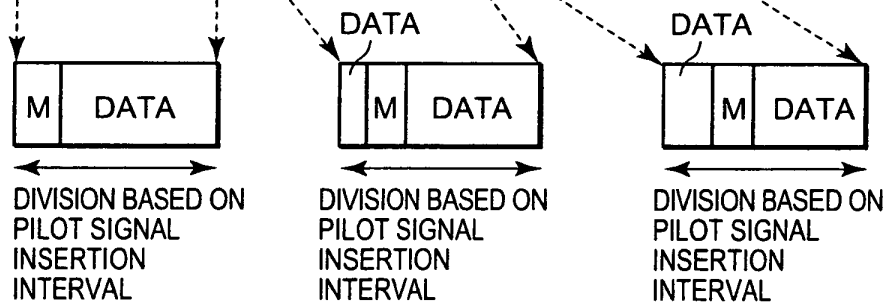 DATA
DATA
M DATA
M DATA
M DATA
DIVISION BASED ON
PILOT SIGNAL
INSERTION
INTERVAL
DIVISION BASED ON
PILOT SIGNAL
INSERTION
INTERVAL
DIVISION BASED ON
PILOT SIGNAL
INSERTION
INTERVAL